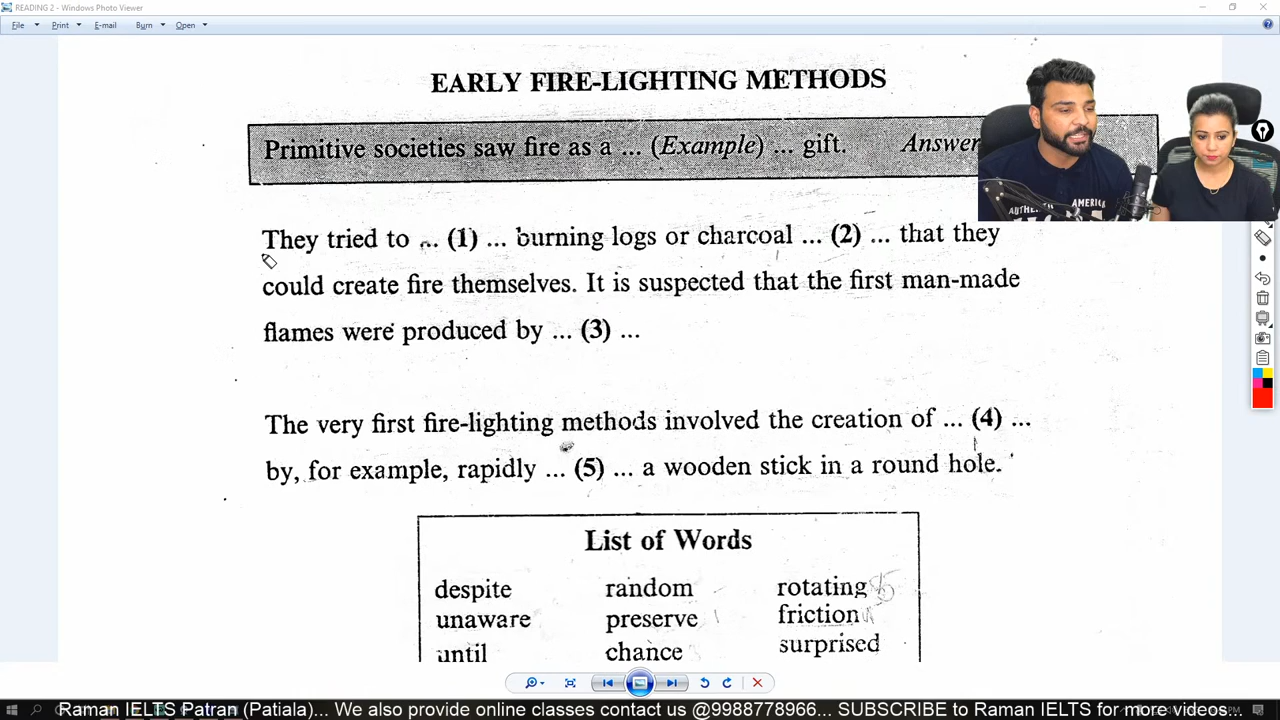 READING 2 - Windows Photo Viewer
File Print E-mail Burn Open
EARLY FIRE-LIGHTING METHODS
Primitive societies saw fire as a ... (Example) ... gift. Answer
They tried to ... (1) ... burning logs or charcoal ... (2) ... that they
could create fire themselves. It is suspected that the first man-made
flames were produced by ... (3) ...
The very first fire-lighting methods involved the creation of ... (4) ...
by, for example, rapidly ... (5) ... a wooden stick in a round hole.
List of Words
despite random rotating
unaware preserve friction
until chance surprised
AMERICA
Raman IELTS Patran (Patiala)... We also provide online classes contact us @9988778966... SUBSCRIBE to Raman IELTS for more videos.